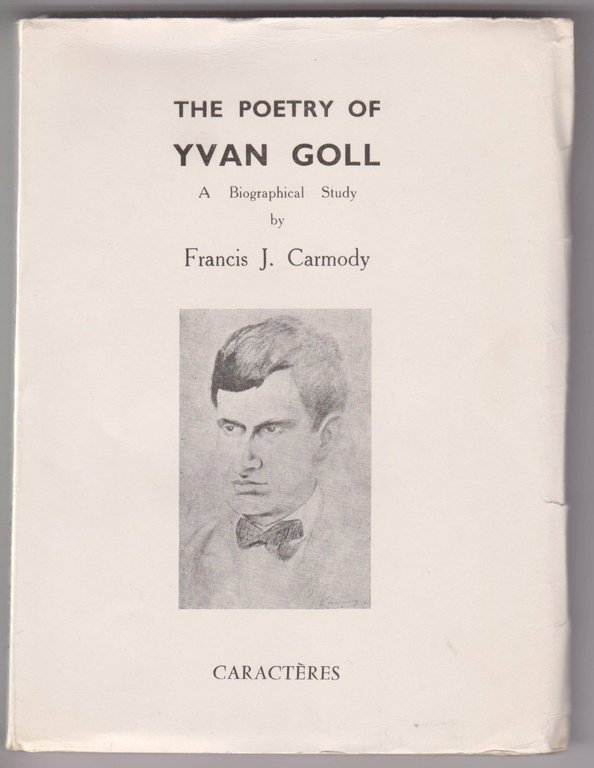 THE POETRY OF
YVAN GOLL
A Biographical Study
by
Francis J. Carmody
CARACTÈRES